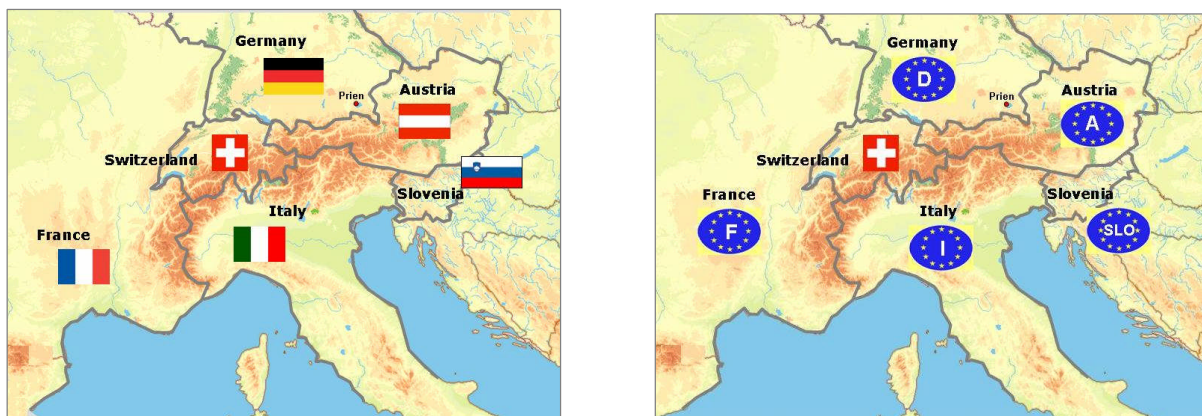 Germany
Prien
Austria
Switzerland
Slovenia
Italy
France
Germany
D
Prien
Austria
A
Switzerland
France
Slovenia
Italy
F
SLO
I